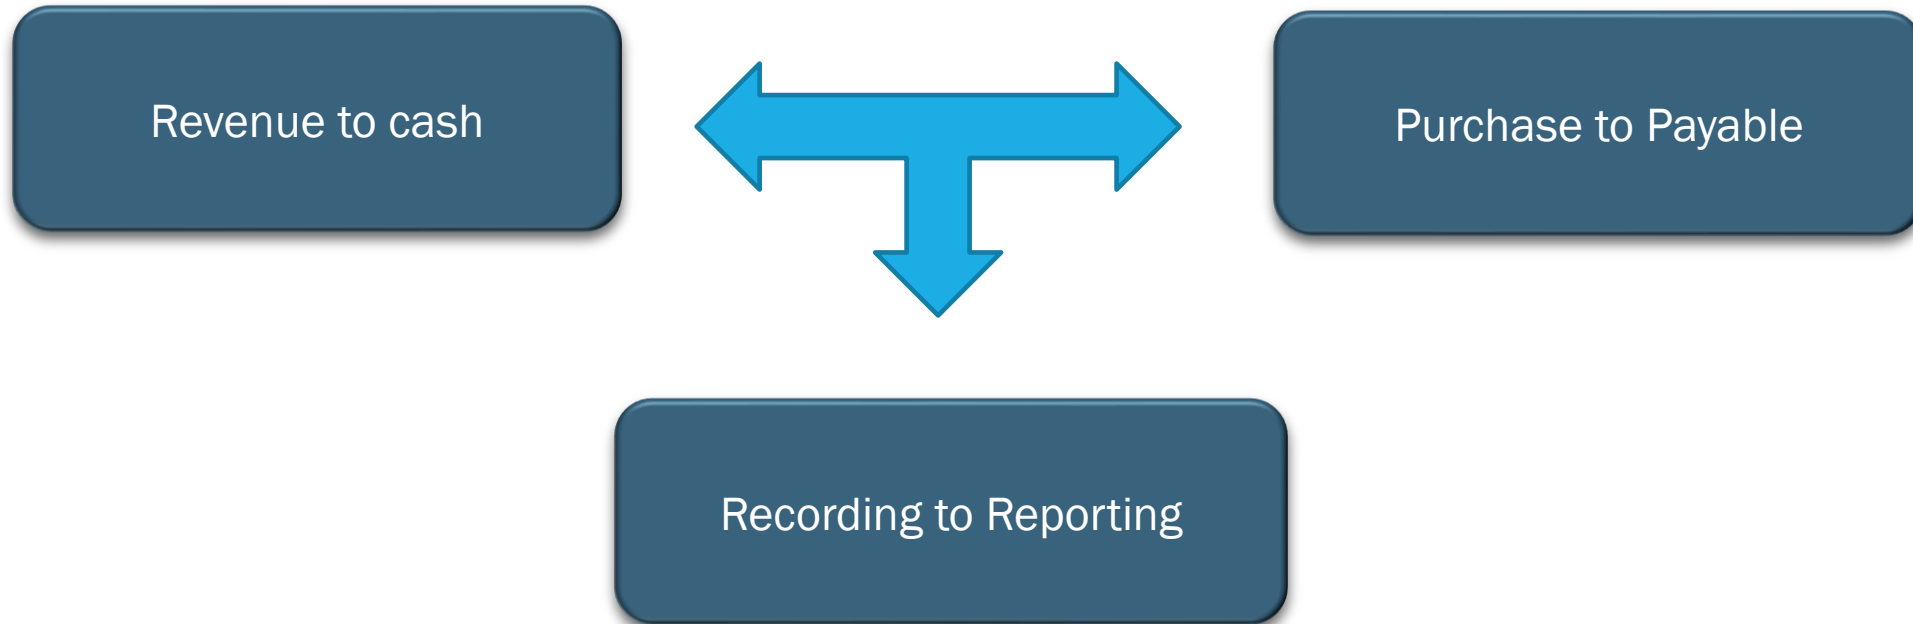 Revenue to cash
Purchase to Payable
Recording to Reporting